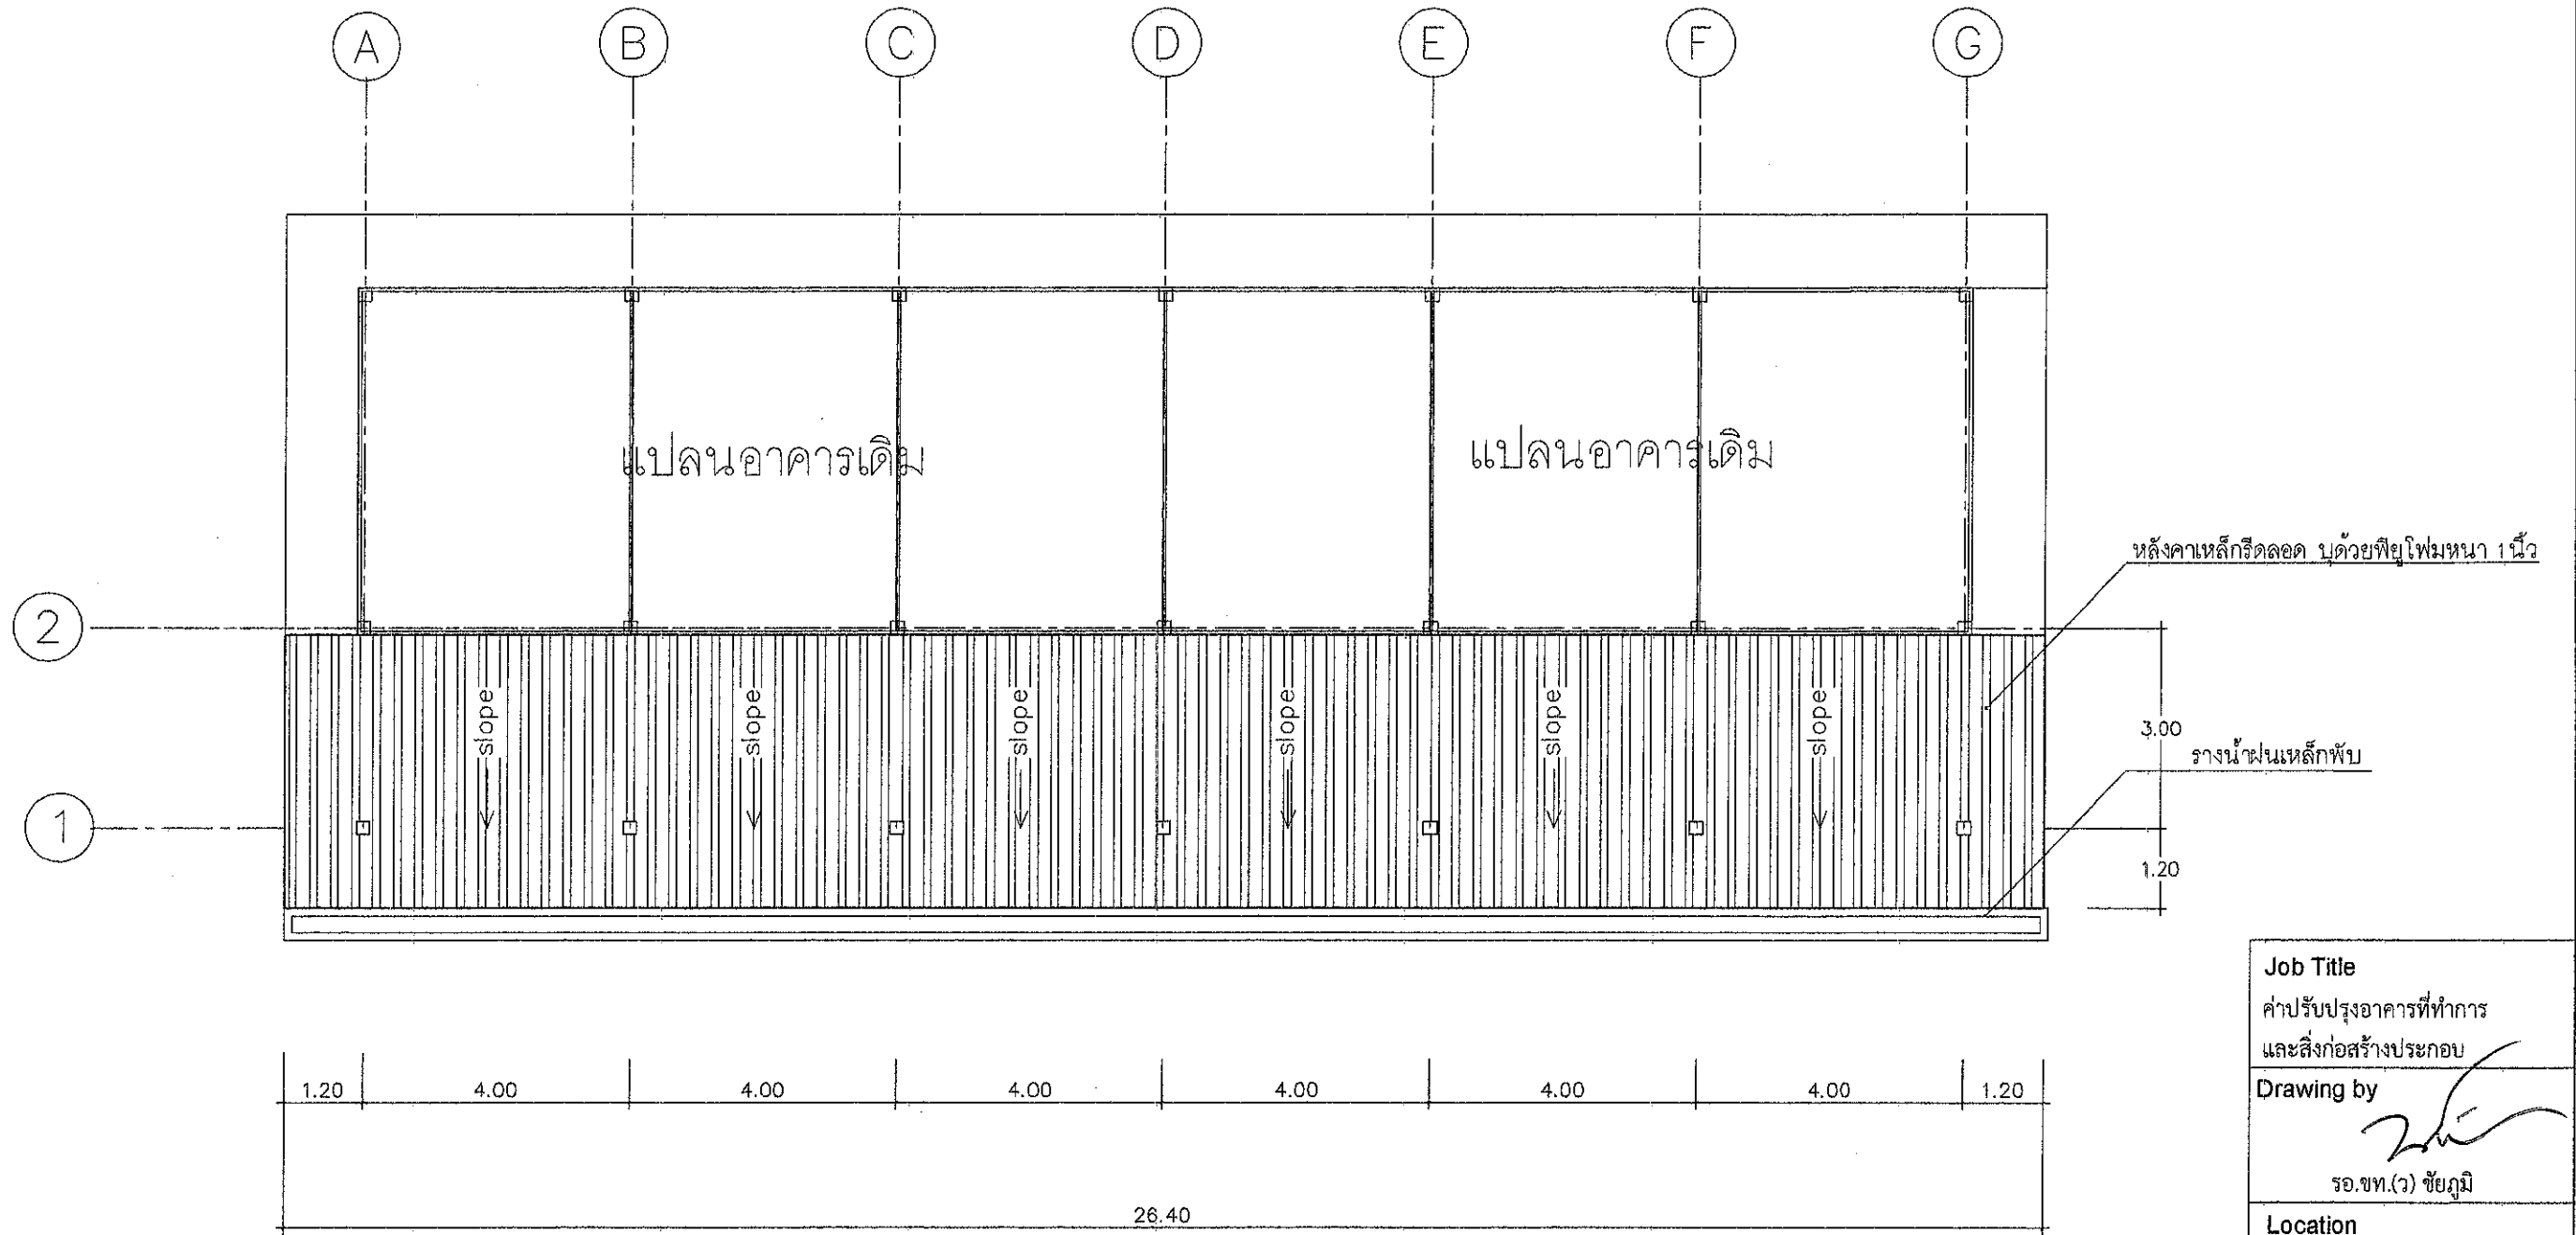 A B C D E F G
แปลนอาคารเดิม แปลนอาคารเดิม
หลังคาเหล็กรีดลอด บุด้วยพียูโฟมหนา 1 นิ้ว
2
slope slope slope slope slope slope
3.00
รางน้ำฝนเหล็กพับ
1
1.20
Job Title
ค่าปรับปรุงอาคารที่ทำการ
และสิ่งก่อสร้างประกอบ
1.20 4.00 4.00 4.00 4.00 4.00 4.00 1.20
Drawing by
รอ.ขท.(ว) ชัยภูมิ
26.40
Location